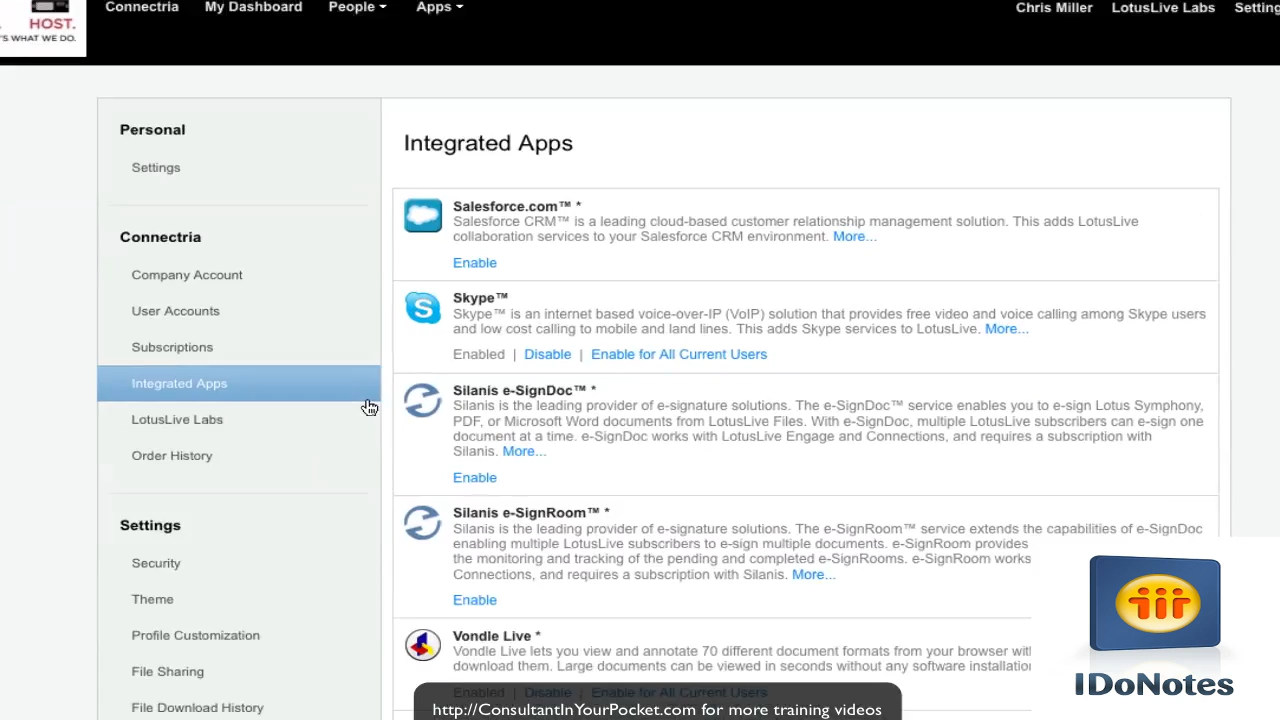 Connectria My Dashboard People Apps Chris Miller LotusLive Labs Setting
HOST.
'S WHAT WE DO.
Personal
Settings
Connectria
Company Account
User Accounts
Subscriptions
Integrated Apps
LotusLive Labs
Order History
Settings
Security
Theme
Profile Customization
File Sharing
File Download History
Integrated Apps
Salesforce.com™ *
Salesforce CRM™ is a leading cloud-based customer relationship management solution. This adds LotusLive
collaboration services to your Salesforce CRM environment. More...
Enable
Skype™
Skype™ is an internet based voice-over-IP (VoIP) solution that provides free video and voice calling among Skype users
and low cost calling to mobile and land lines. This adds Skype services to LotusLive. More...
Enabled | Disable | Enable for All Current Users
Silanis e-SignDoc™ *
Silanis is the leading provider of e-signature solutions. The e-SignDoc™ service enables you to e-sign Lotus Symphony,
PDF, or Microsoft Word documents from LotusLive Files. With e-SignDoc, multiple LotusLive subscribers can e-sign one
document at a time. e-SignDoc works with LotusLive Engage and Connections, and requires a subscription with
Silanis. More...
Enable
Silanis e-SignRoom™ *
Silanis is the leading provider of e-signature solutions. The e-SignRoom™ service extends the capabilities of e-SignDoc
enabling multiple LotusLive subscribers to e-sign multiple documents. e-SignRoom provides
the monitoring and tracking of the pending and completed e-SignRooms. e-SignRoom works
Connections, and requires a subscription with Silanis. More...
Enable
Vondle Live *
Vondle Live lets you view and annotate 70 different document formats from your browser wit
download them. Large documents can be viewed in seconds without any software installatio
Enabled | Disable | Enable for All Current Users
http://ConsultantInYourPocket.com for more training videos
IDoNotes